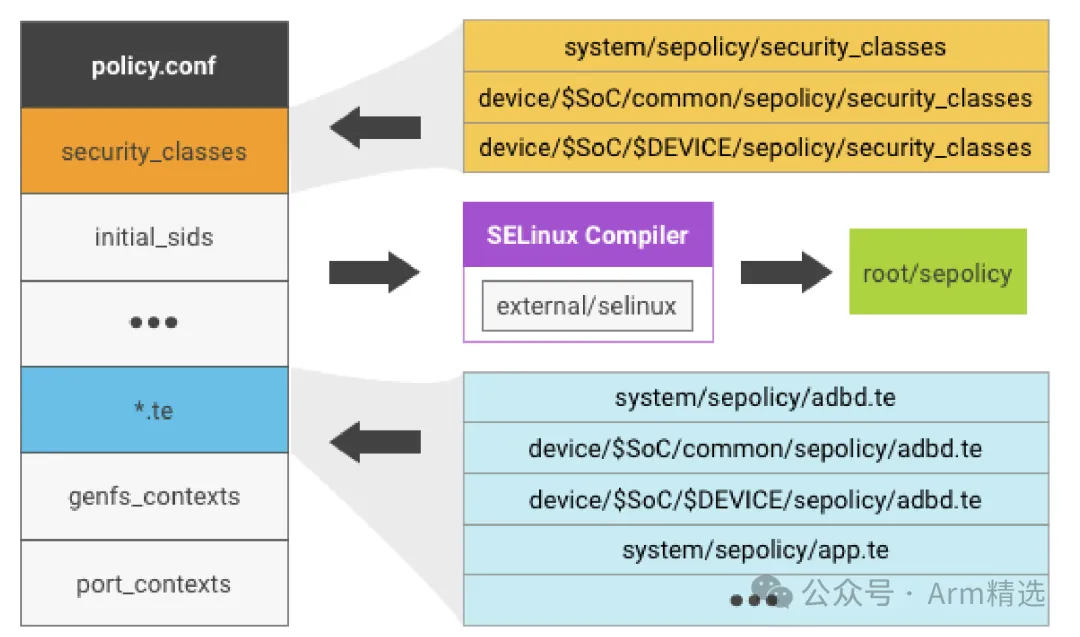 policy.conf
security_classes
initial_sids
•••
*.te
genfs_contexts
port_contexts
system/sepolicy/security_classes
device/$SoC/common/sepolicy/security_classes
device/$SoC/$DEVICE/sepolicy/security_classes
SELinux Compiler
external/selinux
root/sepolicy
system/sepolicy/adbd.te
device/$SoC/common/sepolicy/adbd.te
device/$SoC/$DEVICE/sepolicy/adbd.te
system/sepolicy/app.te
•••
公众号 · Arm精选